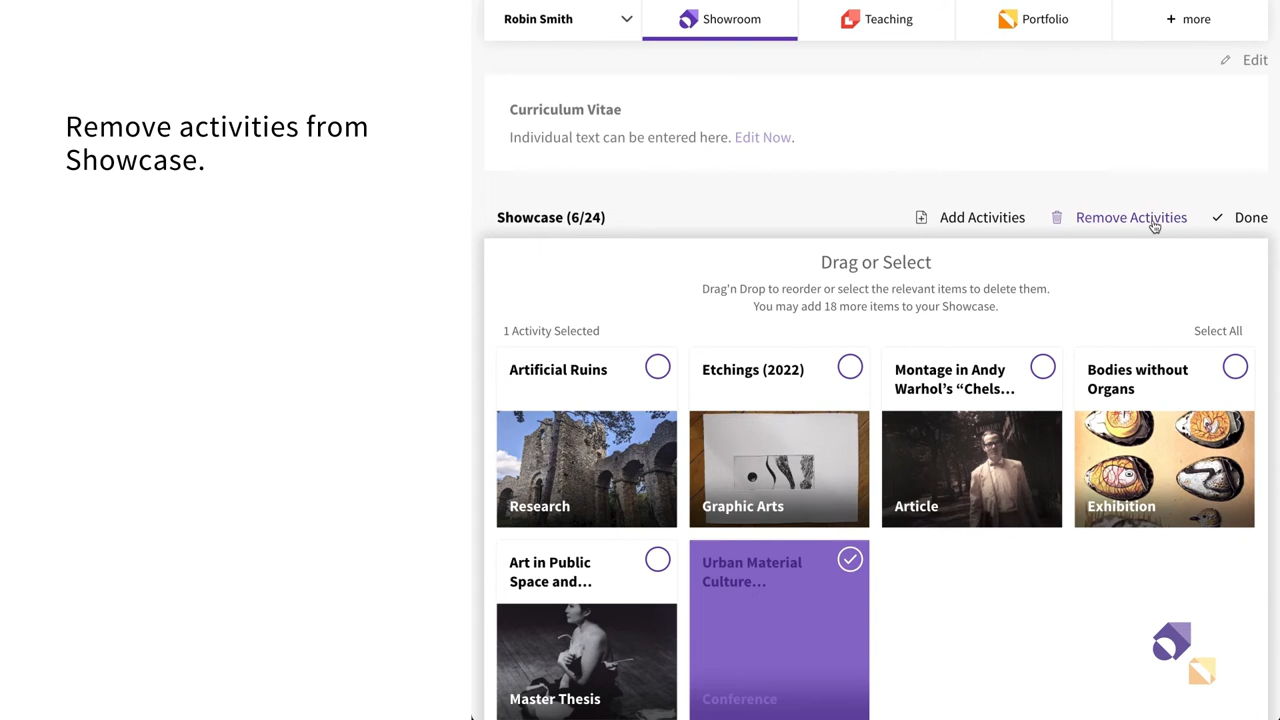 Remove activities from
Showcase.
Robin Smith
Showroom
Teaching
Portfolio
+ more
Edit
Curriculum Vitae
Individual text can be entered here. Edit Now.
Showcase (6/24)
Add Activities
Remove Activities
Done
Drag or Select
Drag'n Drop to reorder or select the relevant items to delete them.
You may add 18 more items to your Showcase.
1 Activity Selected
Select All
Artificial Ruins
Research
Etchings (2022)
Graphic Arts
Montage in Andy
Warhol’s “Chels...
Article
Bodies without
Organs
Exhibition
Art in Public
Space and...
Master Thesis
Urban Material
Culture...
Conference